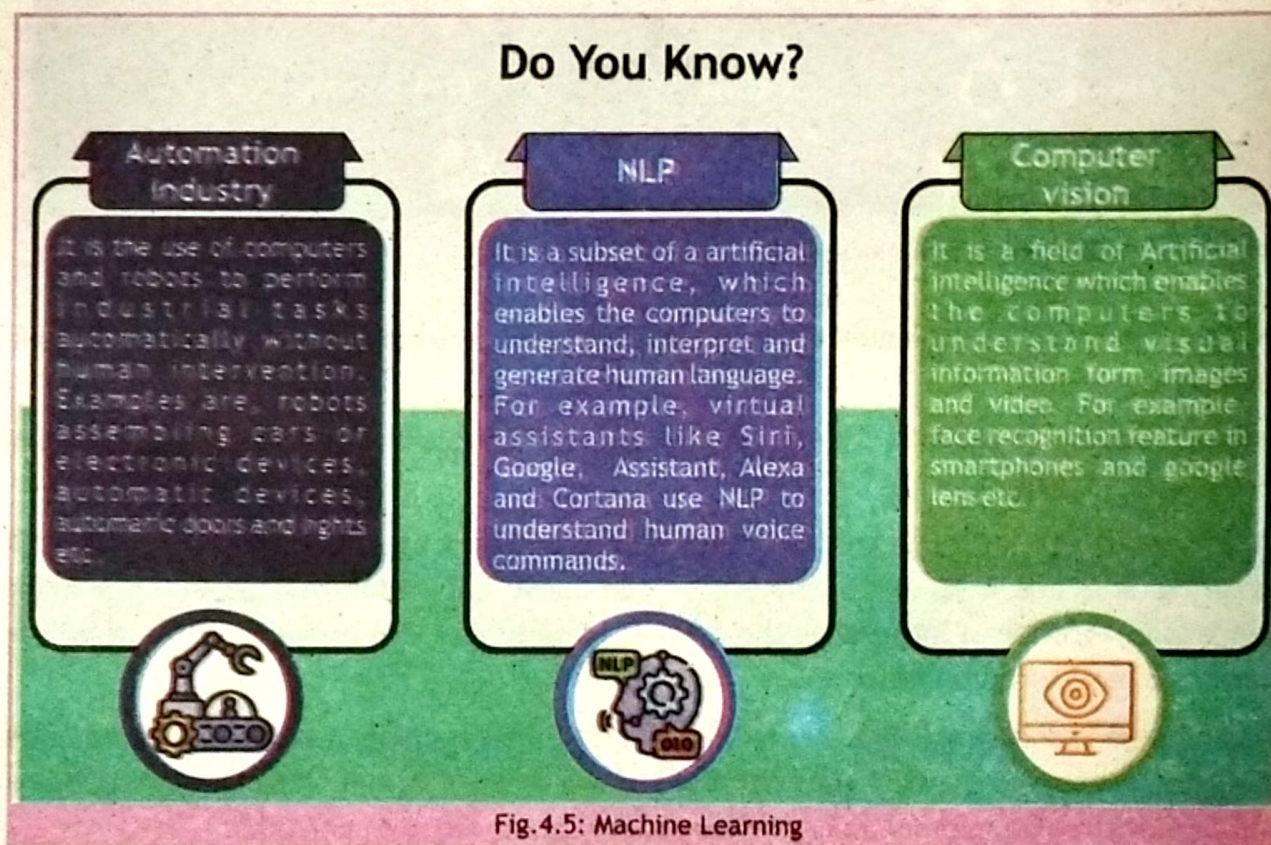 Do You Know?
Automation
Industry
It is the use of computers
and robots to perform
industrial tasks
automatically without
human intervention.
Examples are, robots
assembling cars or
electronic devices,
automatic devices,
automaric doors and lights
etc.
NLP
It is a subset of a artificial
intelligence, which
enables the computers to
understand, interpret and
generate human language.
For example, virtual
assistants like Siri,
Google, Assistant, Alexa
and Cortana use NLP to
understand human voice
commands.
Computer
vision
It is a field of Artificial
intelligence which enables
the computers to
understand visual
information form images
and video. For example,
face recognition feature in
smartphones and google
lens etc.
NLP
010
Fig.4.5: Machine Learning